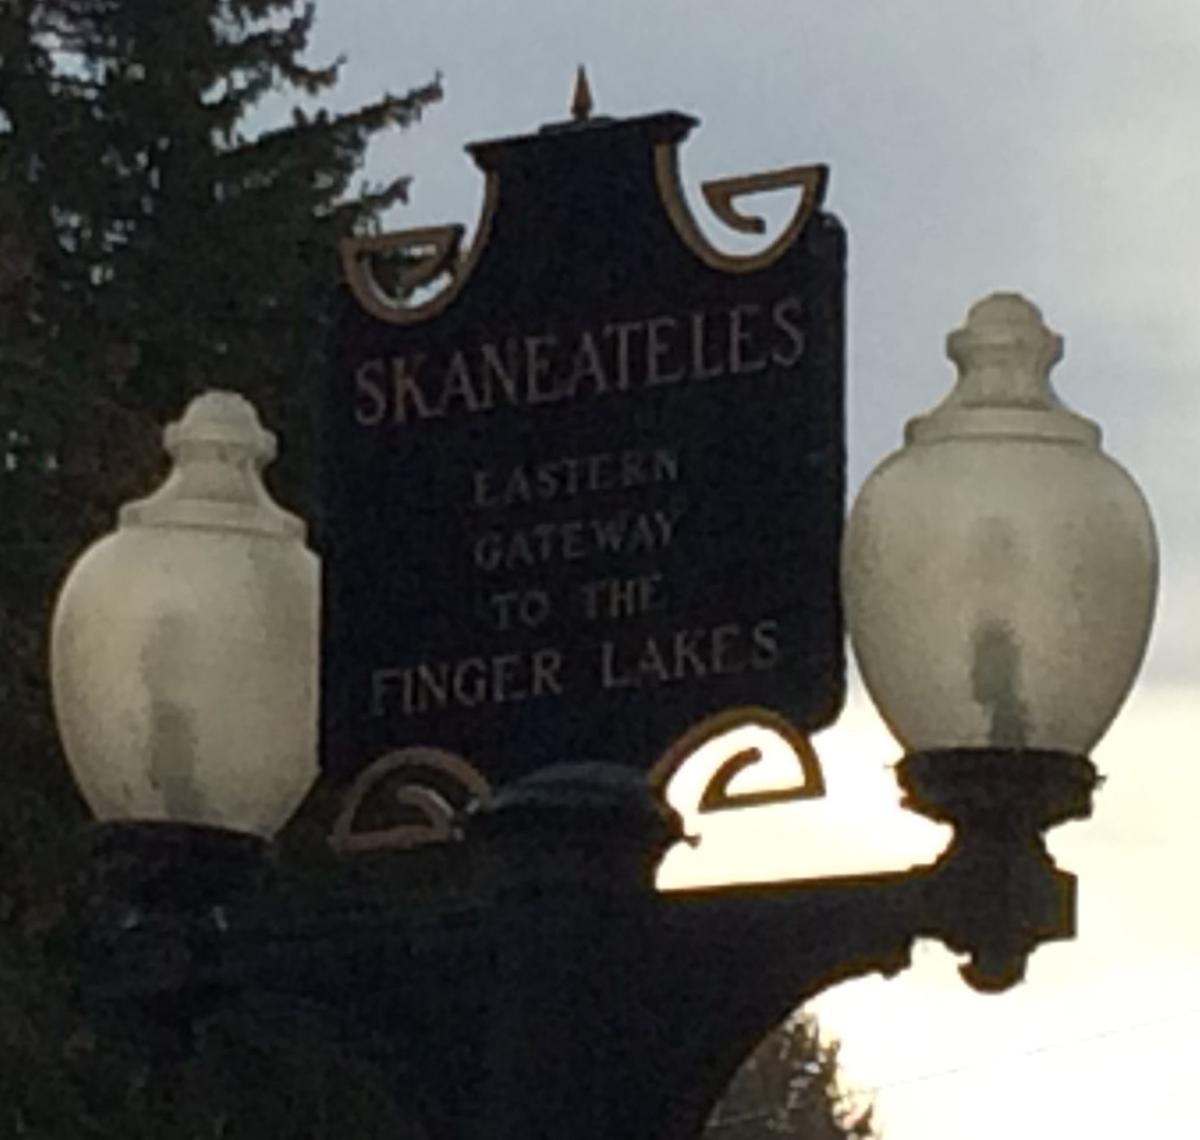 SKANEATELES
EASTERN
GATEWAY
TO THE
FINGER LAKES